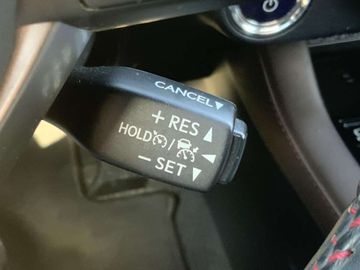 CANCEL▼
+ RES ▲
HOLD /
− SET ▼